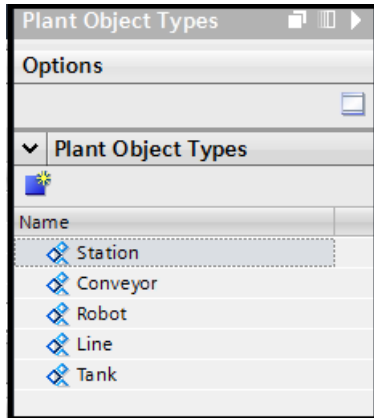 Plant Object Types
Options
Plant Object Types
Name
Station
Conveyor
Robot
Line
Tank